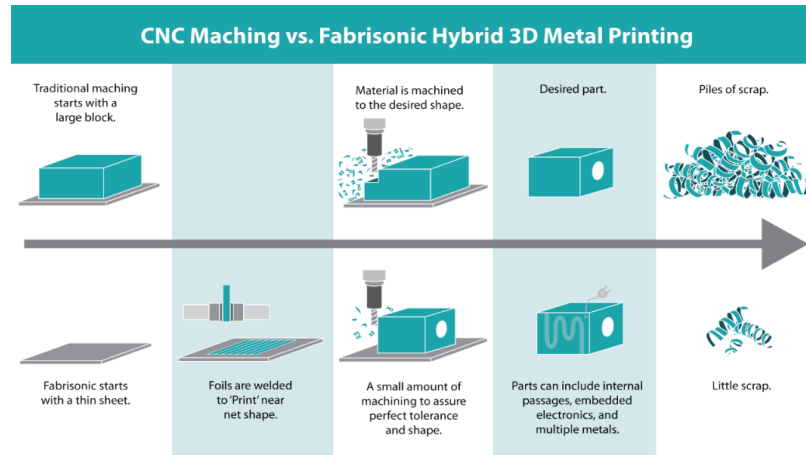 CNC Maching vs. Fabrisonic Hybrid 3D Metal Printing
Traditional maching
starts with a
large block.
Material is machined
to the desired shape.
Desired part.
Piles of scrap.
Fabrisonic starts
with a thin sheet.
Foils are welded
to ‘Print’ near
net shape.
A small amount of
machining to assure
perfect tolerance
and shape.
Parts can include internal
passages, embedded
electronics, and
multiple metals.
Little scrap.